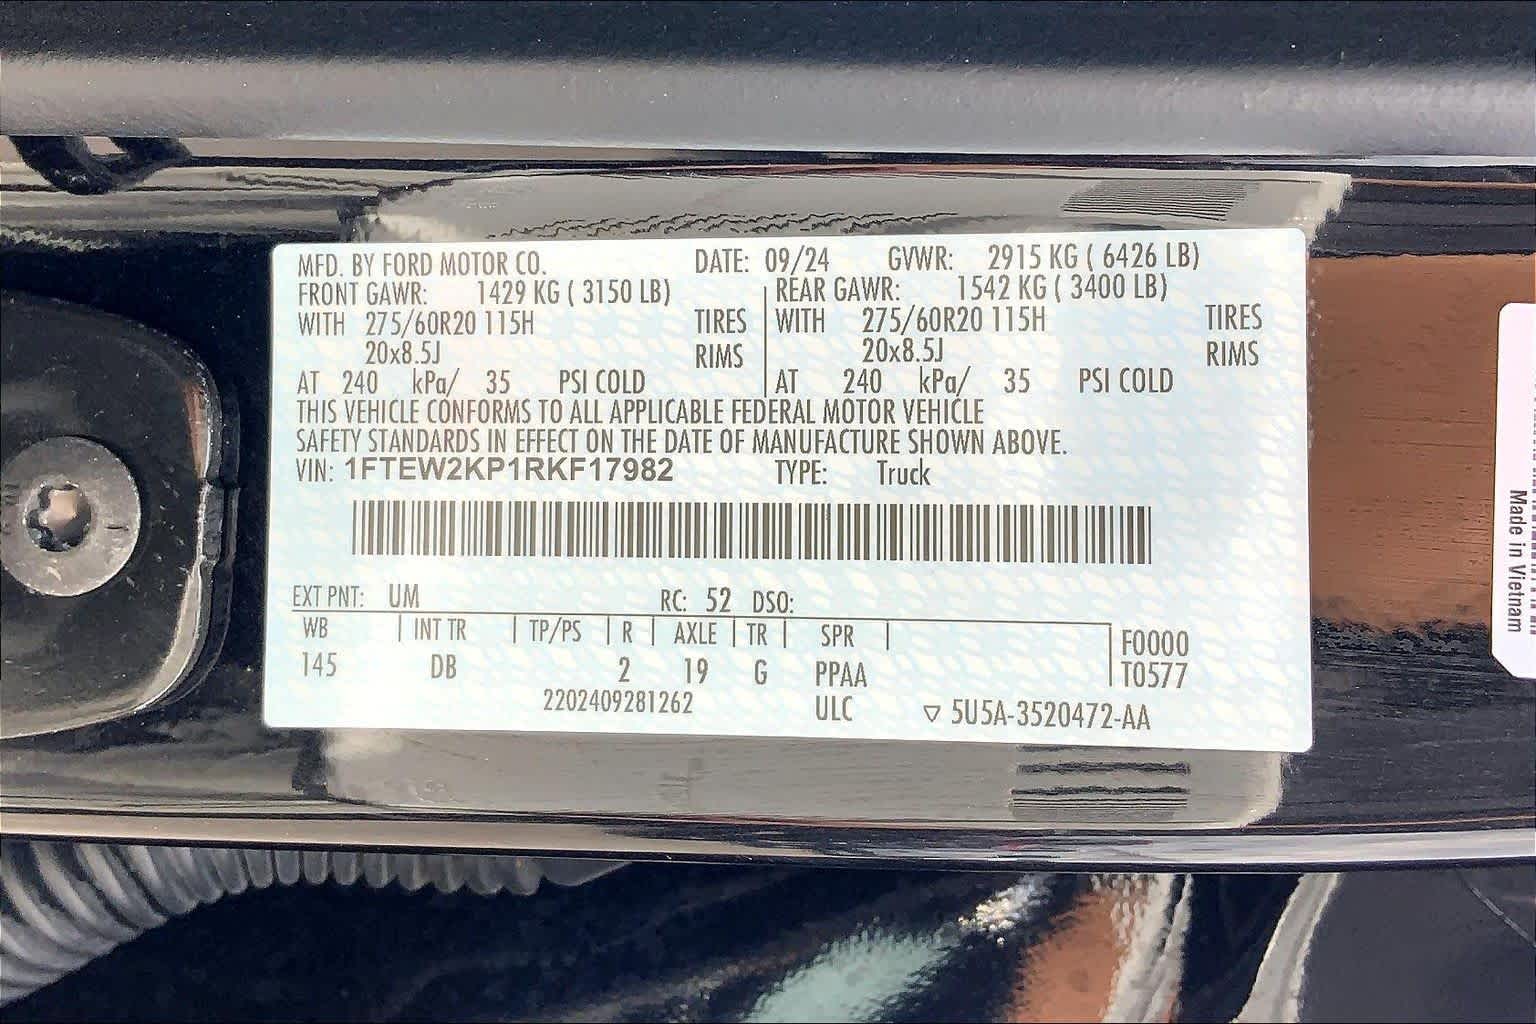 MFD. BY FORD MOTOR CO. DATE: 09/24 GVWR: 2915 KG ( 6426 LB)
FRONT GAWR: 1429 KG ( 3150 LB) REAR GAWR: 1542 KG ( 3400 LB)
WITH 275/60R20 115H TIRES WITH 275/60R20 115H TIRES
20x8.5J RIMS 20x8.5J RIMS
AT 240 kPa/ 35 PSI COLD AT 240 kPa/ 35 PSI COLD
THIS VEHICLE CONFORMS TO ALL APPLICABLE FEDERAL MOTOR VEHICLE
SAFETY STANDARDS IN EFFECT ON THE DATE OF MANUFACTURE SHOWN ABOVE.
VIN: 1FTEW2KP1RKF17982 TYPE: Truck
EXT PNT: UM RC: 52 DSO:
WB | INT TR | TP/PS | R | AXLE | TR | SPR | F0000
145 DB 2 19 G PPAA T0577
2202409281262 ULC ▽ 5U5A-3520472-AA
Made in Vietnam